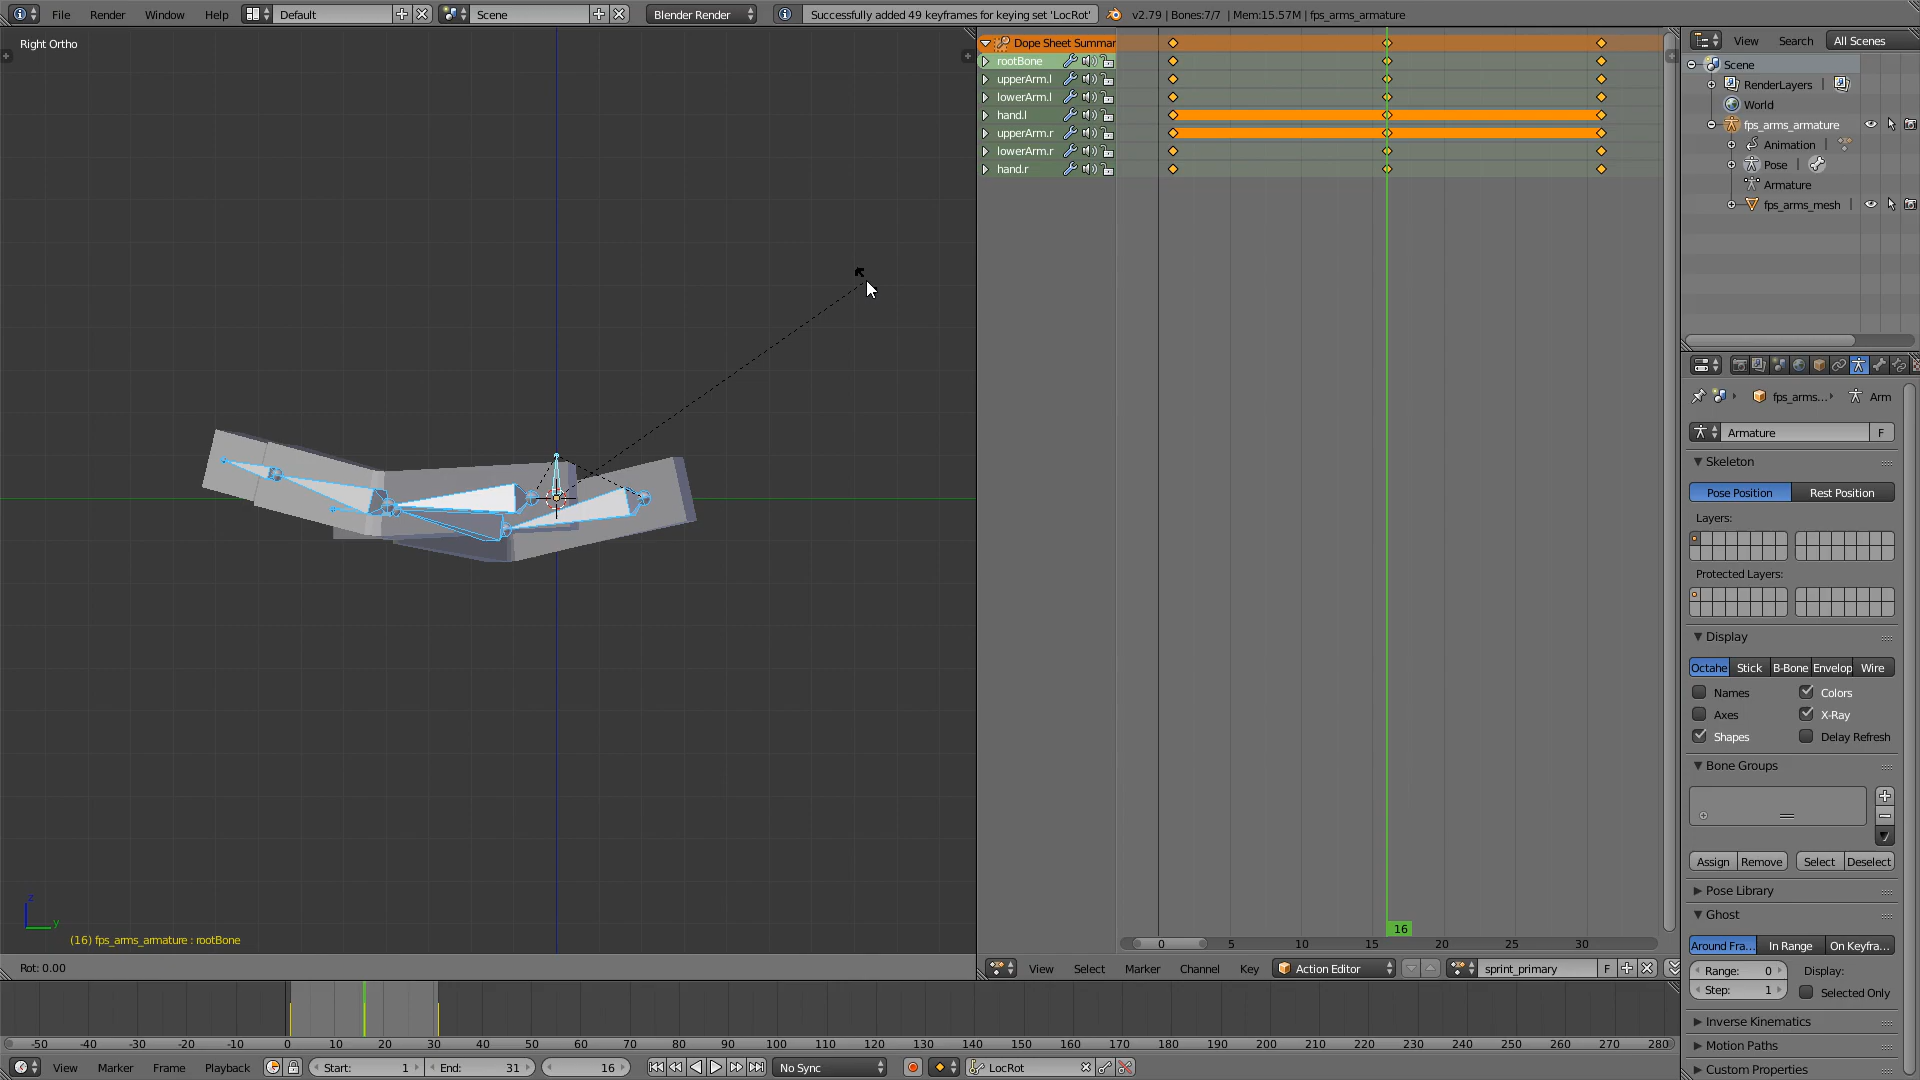 File Render Window Help Default Scene Blender Render Successfully added 49 keyframes for keying set 'LocRot' v2.79 | Bones:7/7 | Mem:15.57M | fps_arms_armature
Right Ortho
Dope Sheet Summar
rootBone
upperArm.l
lowerArm.l
hand.l
upperArm.r
lowerArm.r
hand.r
View Search All Scenes
Scene
RenderLayers |
World
fps_arms_armature
Animation
Pose |
Armature
fps_arms_mesh |
fps_arms... Arm
Armature F
Skeleton
Pose Position Rest Position
Layers:
Protected Layers:
Display
Octahe Stick B-Bone Envelop Wire
Names Colors
Axes X-Ray
Shapes Delay Refresh
Bone Groups
Assign Remove Select Deselect
Pose Library
Ghost
Around Fra... In Range On Keyfra...
Range: 0 Display:
Step: 1 Selected Only
Inverse Kinematics
Motion Paths
Custom Properties
z
y
(16) fps_arms_armature : rootBone
Rot: 0.00
16
0 5 10 15 20 25 30
View Select Marker Channel Key Action Editor sprint_primary F
-50 -40 -30 -20 -10 0 10 20 30 40 50 60 70 80 90 100 110 120 130 140 150 160 170 180 190 200 210 220 230 240 250 260 270 280
View Marker Frame Playback Start: 1 End: 31 16 No Sync LocRot